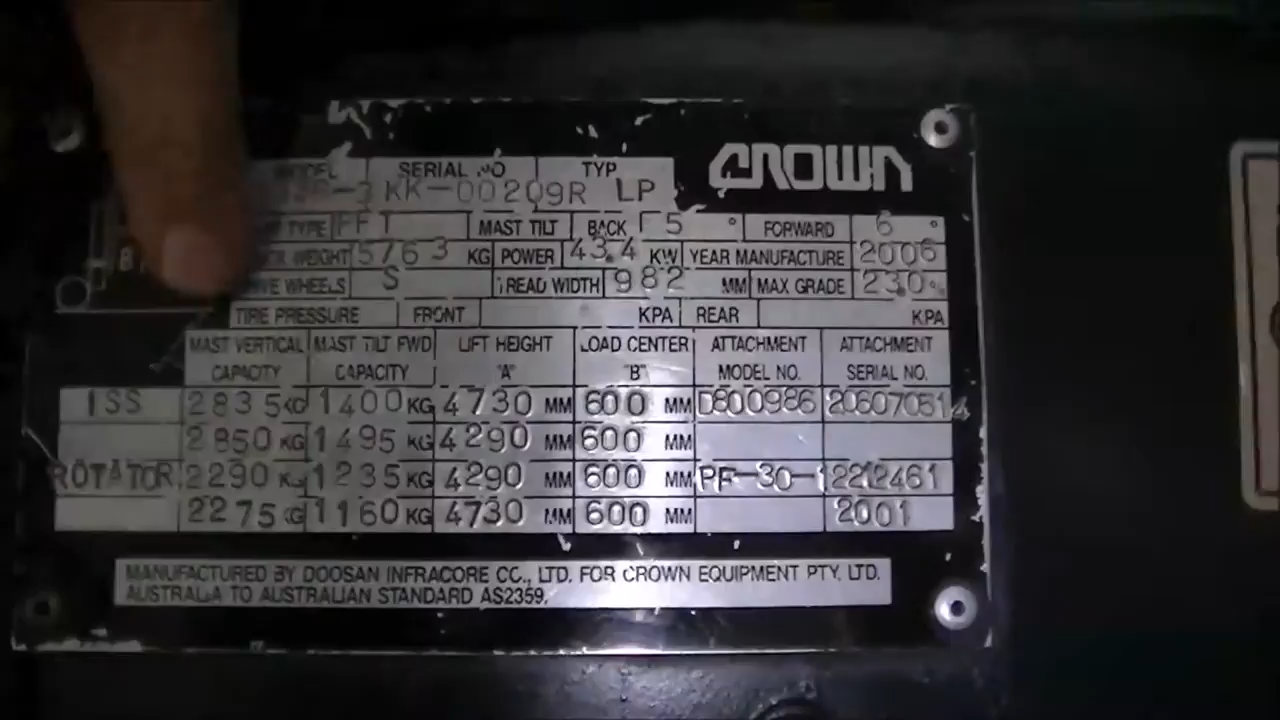 CROWN
MODEL SERIAL NO TYP
KK-00209R LP
TYPE FFT MAST TILT BACK 5 ° FORWARD 6 °
WEIGHT 5763 KG POWER 43.4 KW YEAR MANUFACTURE 2006
WHEELS S TREAD WIDTH 982 MM MAX GRADE 23.0 %
TIRE PRESSURE FRONT KPA REAR KPA
MAST VERTICAL MAST TILT FWD LIFT HEIGHT LOAD CENTER ATTACHMENT ATTACHMENT
CAPACITY CAPACITY "A" "B" MODEL NO. SERIAL NO.
ISS 2835 KG 1400 KG 4730 MM 600 MM D800986 206070514
2850 KG 1495 KG 4290 MM 600 MM
ROTATOR 2290 KG 1235 KG 4290 MM 600 MM PF-30-12212461
2275 KG 1160 KG 4730 MM 600 MM 2001
MANUFACTURED BY DOOSAN INFRACORE CO., LTD. FOR CROWN EQUIPMENT PTY. LTD.
AUSTRALIA TO AUSTRALIAN STANDARD AS2359.